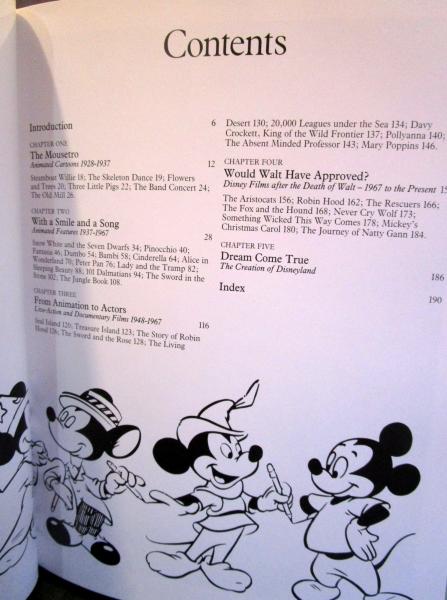 Contents
Introduction 6
CHAPTER ONE
The Mousetro
Animated Cartoons 1928-1937 12
Steamboat Willie 18; The Skeleton Dance 19; Flowers
and Trees 20; Three Little Pigs 22; The Band Concert 24;
The Old Mill 26.
CHAPTER TWO
With a Smile and a Song
Animated Features 1937-1967 28
Snow White and the Seven Dwarfs 34; Pinocchio 40;
Fantasia 46; Dumbo 54; Bambi 58; Cinderella 64; Alice in
Wonderland 70; Peter Pan 76; Lady and the Tramp 82;
Sleeping Beauty 88; 101 Dalmatians 94; The Sword in the
Stone 102; The Jungle Book 108.
CHAPTER THREE
From Animation to Actors
Live-Action and Documentary Films 1948-1967 116
Seal Island 120; Treasure Island 123; The Story of Robin
Hood 126; The Sword and the Rose 128; The Living
Desert 130; 20,000 Leagues under the Sea 134; Davy
Crockett, King of the Wild Frontier 137; Pollyanna 140;
The Absent Minded Professor 143; Mary Poppins 146.
CHAPTER FOUR
Would Walt Have Approved?
Disney Films after the Death of Walt – 1967 to the Present
The Aristocats 156; Robin Hood 162; The Rescuers 166;
The Fox and the Hound 168; Never Cry Wolf 173;
Something Wicked This Way Comes 178; Mickey's
Christmas Carol 180; The Journey of Natty Gann 184.
CHAPTER FIVE
Dream Come True
The Creation of Disneyland 186
Index 190